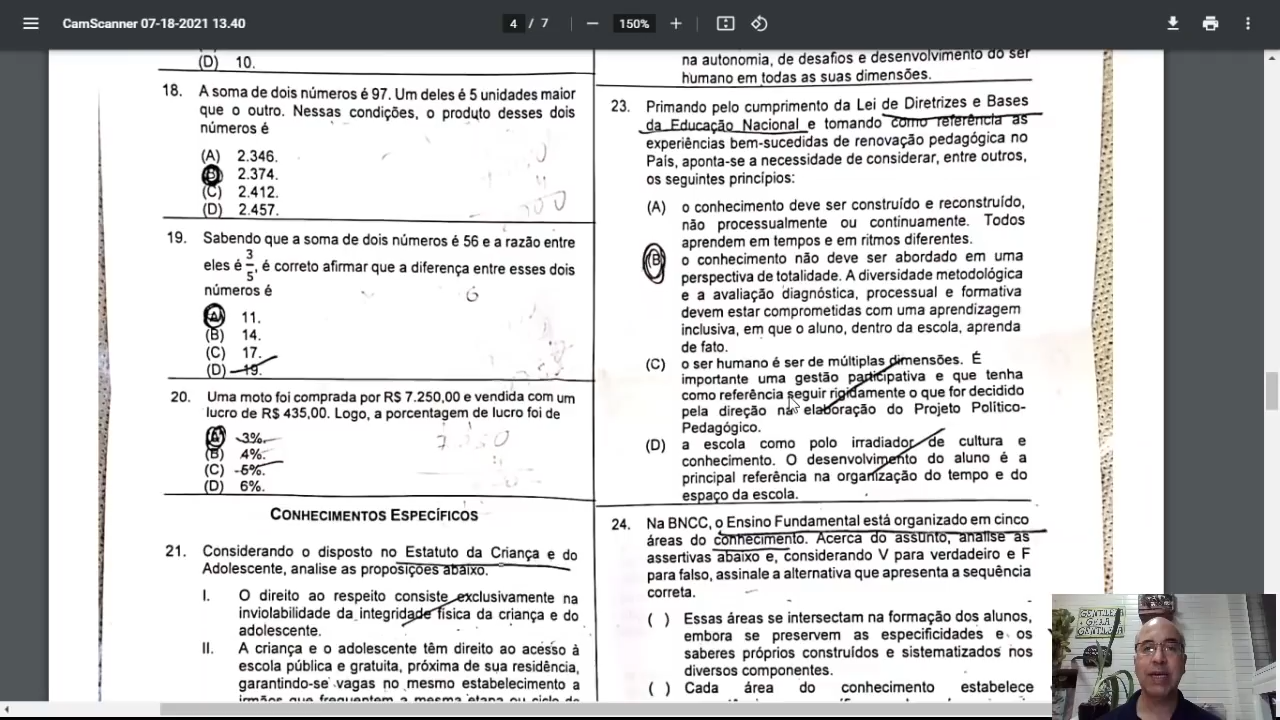 CamScanner 07-18-2021 13.40
4 / 7
150%
(D) 10.
18. A soma de dois números é 97. Um deles é 5 unidades maior
que o outro. Nessas condições, o produto desses dois
números é
(A) 2.346.
(B) 2.374.
(C) 2.412.
(D) 2.457.
19. Sabendo que a soma de dois números é 56 e a razão entre
eles é 3/5, é correto afirmar que a diferença entre esses dois
números é
6
(A) 11.
(B) 14.
(C) 17.
(D) 19.
20. Uma moto foi comprada por R$ 7.250,00 e vendida com um
lucro de R$ 435,00. Logo, a porcentagem de lucro foi de
(A) 3%.
(B) 4%.
(C) 5%.
(D) 6%.
CONHECIMENTOS ESPECÍFICOS
21. Considerando o disposto no Estatuto da Criança e do
Adolescente, analise as proposições abaixo.
I. O direito ao respeito consiste exclusivamente na
inviolabilidade da integridade física da criança e do
adolescente.
II. A criança e o adolescente têm direito ao acesso à
escola pública e gratuita, próxima de sua residência,
garantindo-se vagas no mesmo estabelecimento a
irmãos que frequentem a mesma etapa ou ciclo de
na autonomia, de desafios e desenvolvimento do ser
humano em todas as suas dimensões.
23. Primando pelo cumprimento da Lei de Diretrizes e Bases
da Educação Nacional e tomando como referência as
experiências bem-sucedidas de renovação pedagógica no
País, aponta-se a necessidade de considerar, entre outros,
os seguintes princípios:
(A) o conhecimento deve ser construído e reconstruído,
não processualmente ou continuamente. Todos
aprendem em tempos e em ritmos diferentes.
(B) o conhecimento não deve ser abordado em uma
perspectiva de totalidade. A diversidade metodológica
e a avaliação diagnóstica, processual e formativa
devem estar comprometidas com uma aprendizagem
inclusiva, em que o aluno, dentro da escola, aprenda
de fato.
(C) o ser humano é ser de múltiplas dimensões. É
importante uma gestão participativa e que tenha
como referência seguir rigidamente o que for decidido
pela direção na elaboração do Projeto Político-
Pedagógico.
(D) a escola como polo irradiador de cultura e
conhecimento. O desenvolvimento do aluno é a
principal referência na organização do tempo e do
espaço da escola.
24. Na BNCC, o Ensino Fundamental está organizado em cinco
áreas do conhecimento. Acerca do assunto, analise as
assertivas abaixo e, considerando V para verdadeiro e F
para falso, assinale a alternativa que apresenta a sequência
correta.
( ) Essas áreas se intersectam na formação dos alunos,
embora se preservem as especificidades e os
saberes próprios construídos e sistematizados nos
diversos componentes.
( ) Cada área do conhecimento estabelece
GENTILEZA
GERA
GENTILEZA